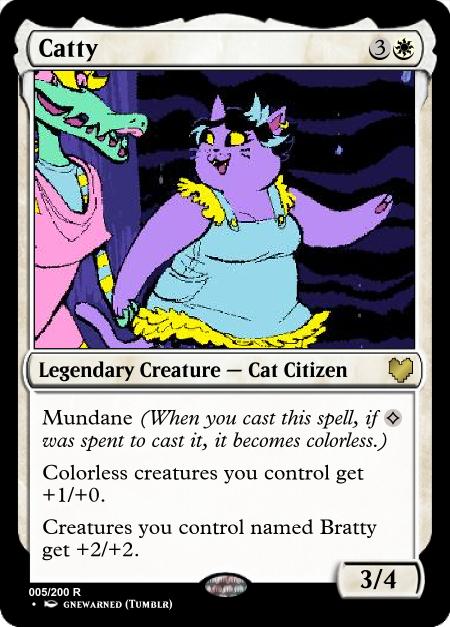 Catty 3
Legendary Creature — Cat Citizen
Mundane (When you cast this spell, if
was spent to cast it, it becomes colorless.)
Colorless creatures you control get
+1/+0.
Creatures you control named Bratty
get +2/+2.
3/4
005/200 R
• GNEWARNED (TUMBLR)